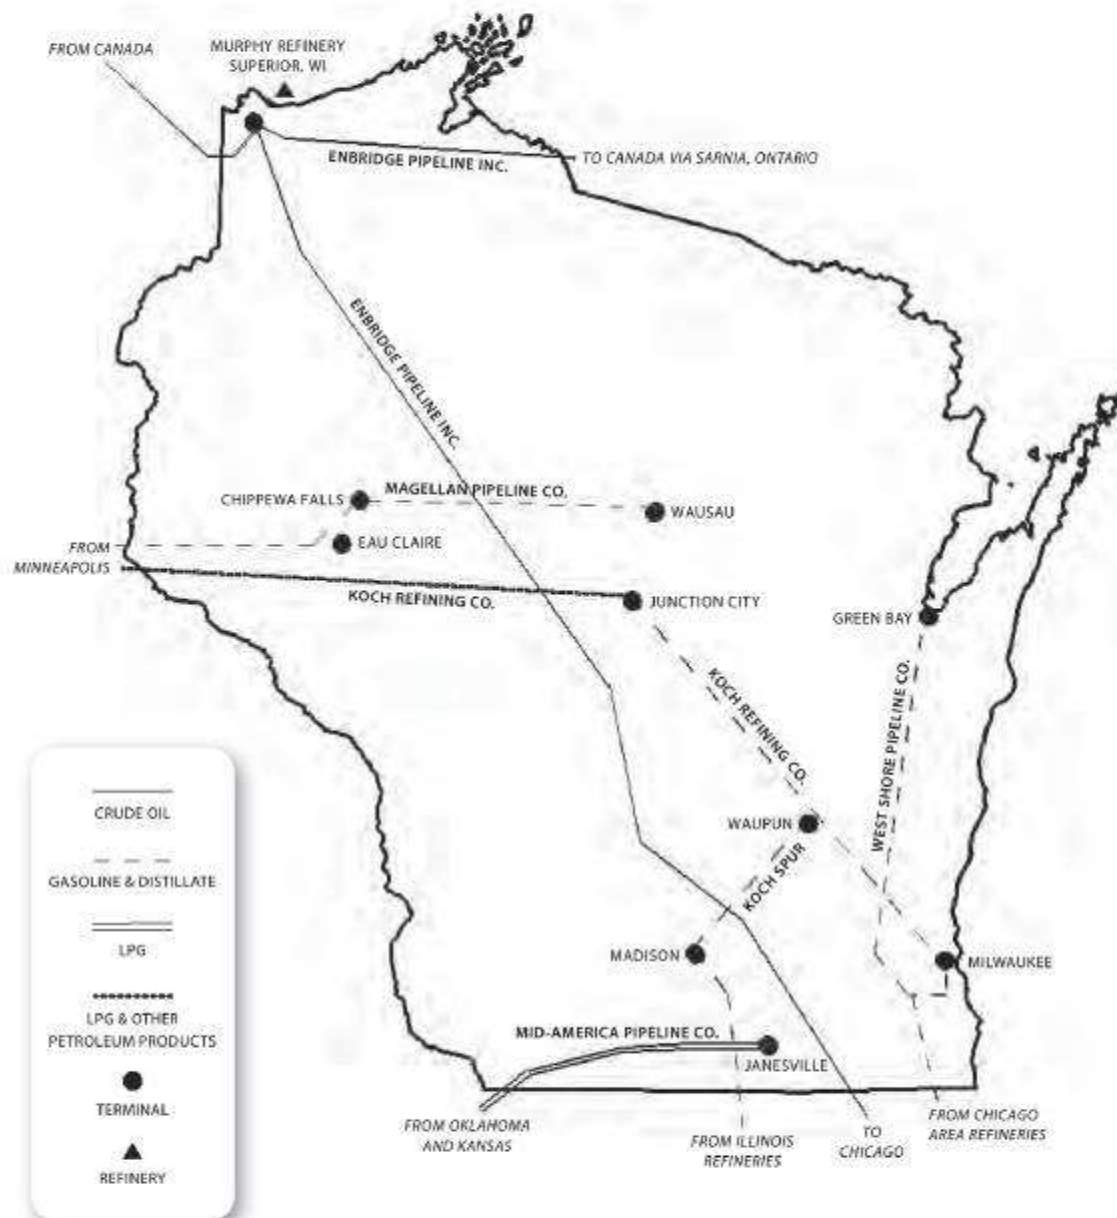 FROM CANADA
MURPHY REFINERY
SUPERIOR, WI
ENBRIDGE PIPELINE INC.
TO CANADA VIA SARNIA, ONTARIO
ENBRIDGE PIPELINE INC.
CHIPPEWA FALLS
MAGELLAN PIPELINE CO.
WAUSAU
EAU CLAIRE
FROM
MINNEAPOLIS
KOCH REFINING CO.
JUNCTION CITY
GREEN BAY
KOCH REFINING CO.
WEST SHORE PIPELINE CO.
WAUPUN
KOCH SPUR
MADISON
MILWAUKEE
MID-AMERICA PIPELINE CO.
JANESVILLE
FROM OKLAHOMA
AND KANSAS
FROM ILLINOIS
REFINERIES
TO
CHICAGO
FROM CHICAGO
AREA REFINERIES
CRUDE OIL
GASOLINE & DISTILLATE
LPG
LPG & OTHER
PETROLEUM PRODUCTS
TERMINAL
REFINERY